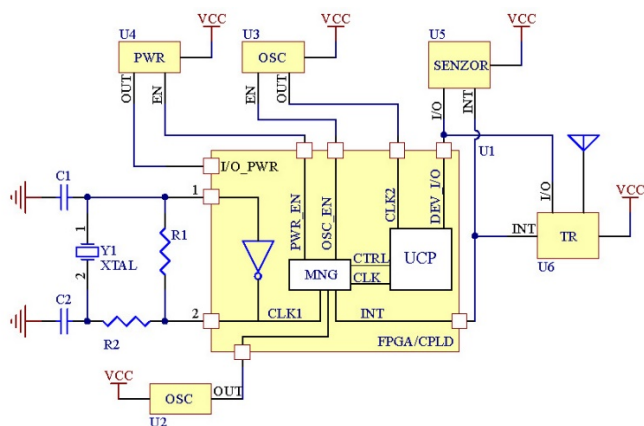 U4
VCC
PWR
OUT
EN
U3
VCC
OSC
EN
OUT
U5
VCC
SENZOR
I/O
INT
U1
I/O
VCC
INT
TR
U6
I/O_PWR
PWR_EN
OSC_EN
CLK2
DEV_I/O
C1
1
1
Y1
XTAL
2
R1
C2
R2
2
CLK1
MNG
CTRL
CLK
UCP
INT
FPGA/CPLD
VCC
OSC
OUT
U2